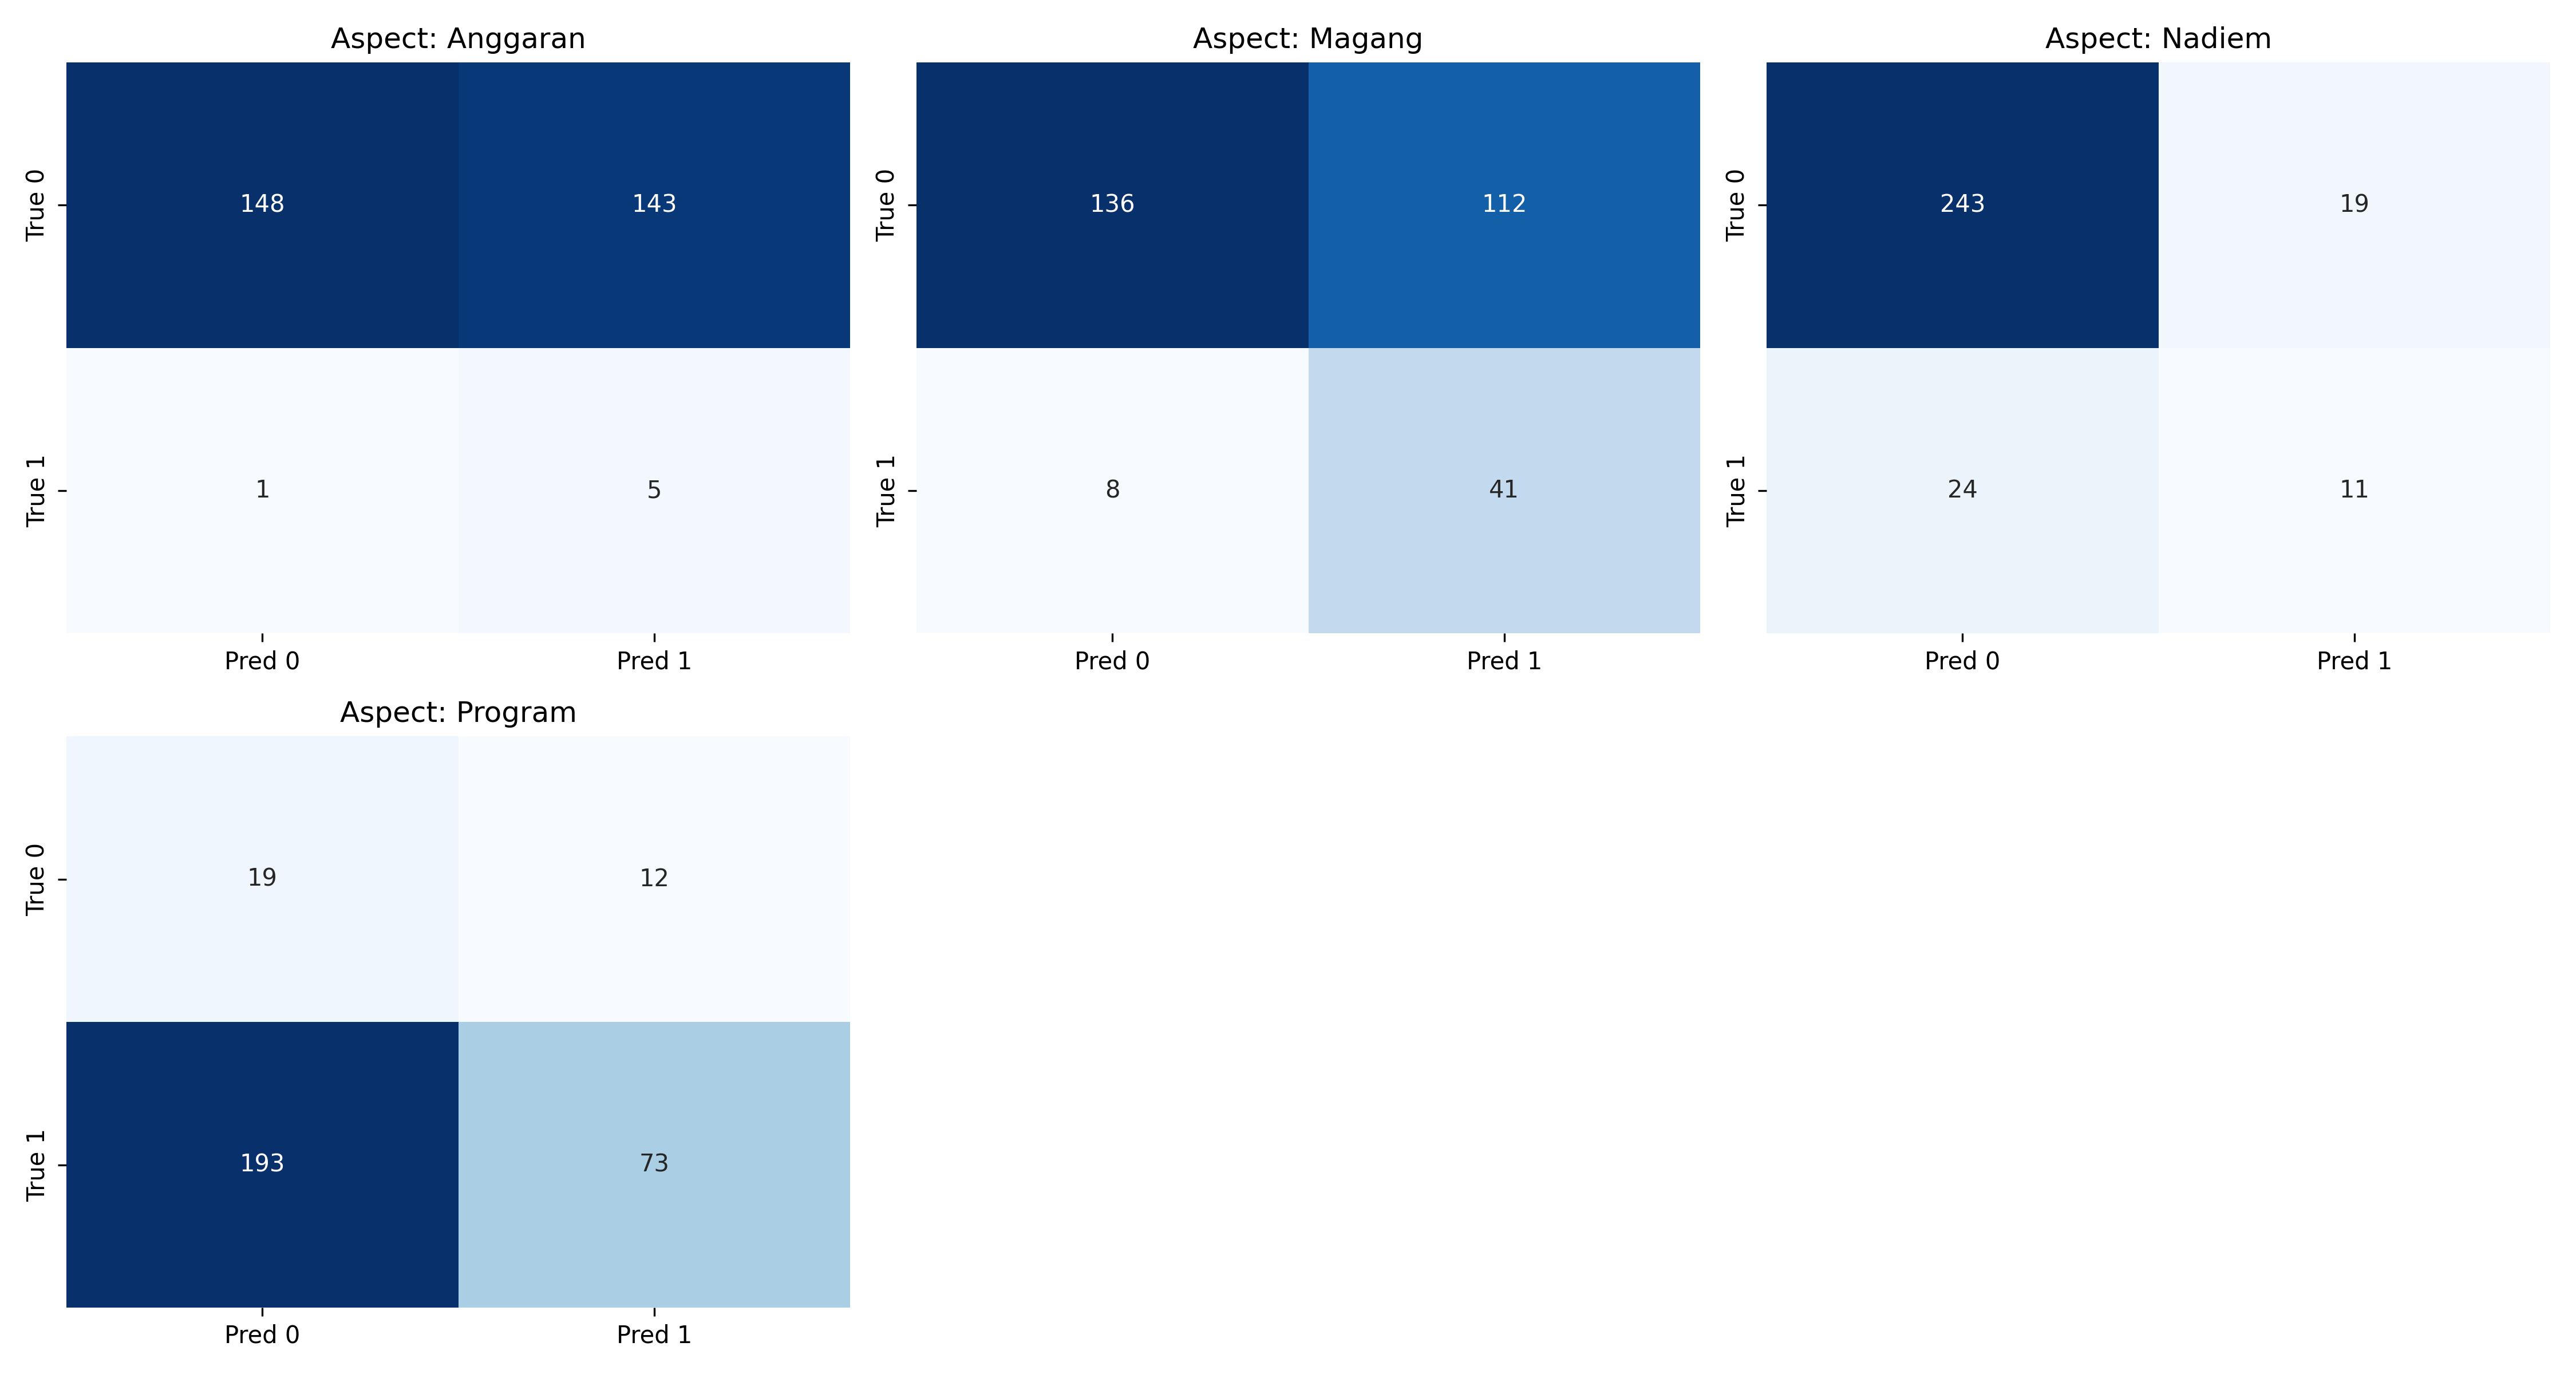 Aspect: Anggaran
True 0
148
143
True 1
1
5
Pred 0
Pred 1
Aspect: Magang
True 0
136
112
True 1
8
41
Pred 0
Pred 1
Aspect: Nadiem
True 0
243
19
True 1
24
11
Pred 0
Pred 1
Aspect: Program
True 0
19
12
True 1
193
73
Pred 0
Pred 1